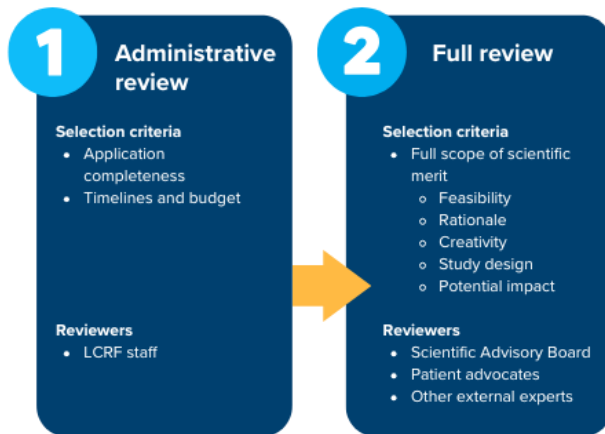 1
Administrative
review
Selection criteria
• Application
completeness
• Timelines and budget
Reviewers
• LCRF staff
2
Full review
Selection criteria
• Full scope of scientific
merit
○ Feasibility
○ Rationale
○ Creativity
○ Study design
○ Potential impact
Reviewers
• Scientific Advisory Board
• Patient advocates
• Other external experts